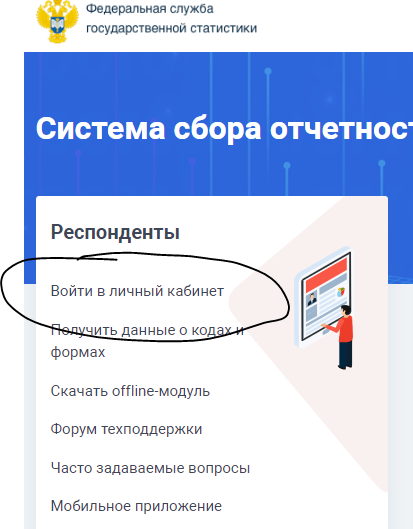 Федеральная служба
государственной статистики
Система сбора отчетност
Респонденты
Войти в личный кабинет
Получить данные о кодах и
формах
Скачать offline-модуль
Форум техподдержки
Часто задаваемые вопросы
Мобильное приложение